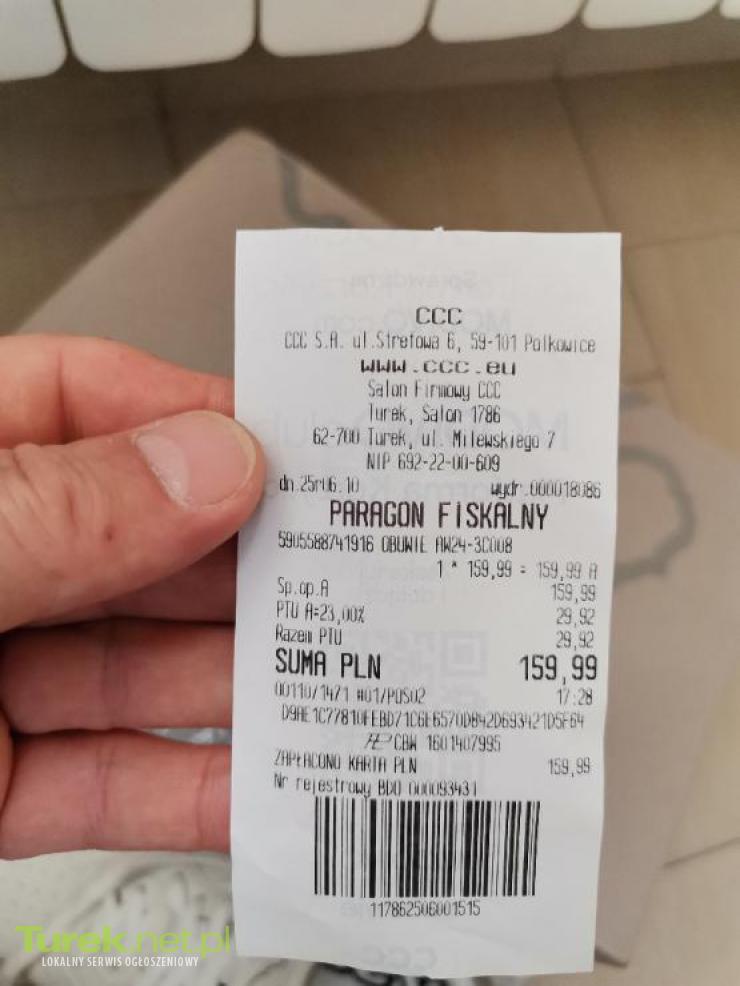 CCC
CCC S.A. ul.Strefowa 6, 59-101 Polkowice
www.ccc.eu
Salon Firmowy CCC
Turek, Salon 1786
62-700 Turek, ul. Milewskiego 7
NIP 692-22-00-609
dn.25r06.10 wydr.000018086
PARAGON FISKALNY
5905588741916 OBUWIE AW24-3C008
1 * 159,99 = 159,99 A
Sp.op.A 159,99
PTU A=23,00% 29,92
Razem PTU 29,92
SUMA PLN 159,99
00110/1471 #01/POS02 17:28
D9AE1C77810FEBD71C6E6570D842D693421D5F64
CBW 1601407995
ZAPŁACONO KARTA PLN 159,99
Nr rejestrowy BDO 000093431
117862506001515
Turek.net.pl
LOKALNY SERWIS OGŁOSZENIOWY